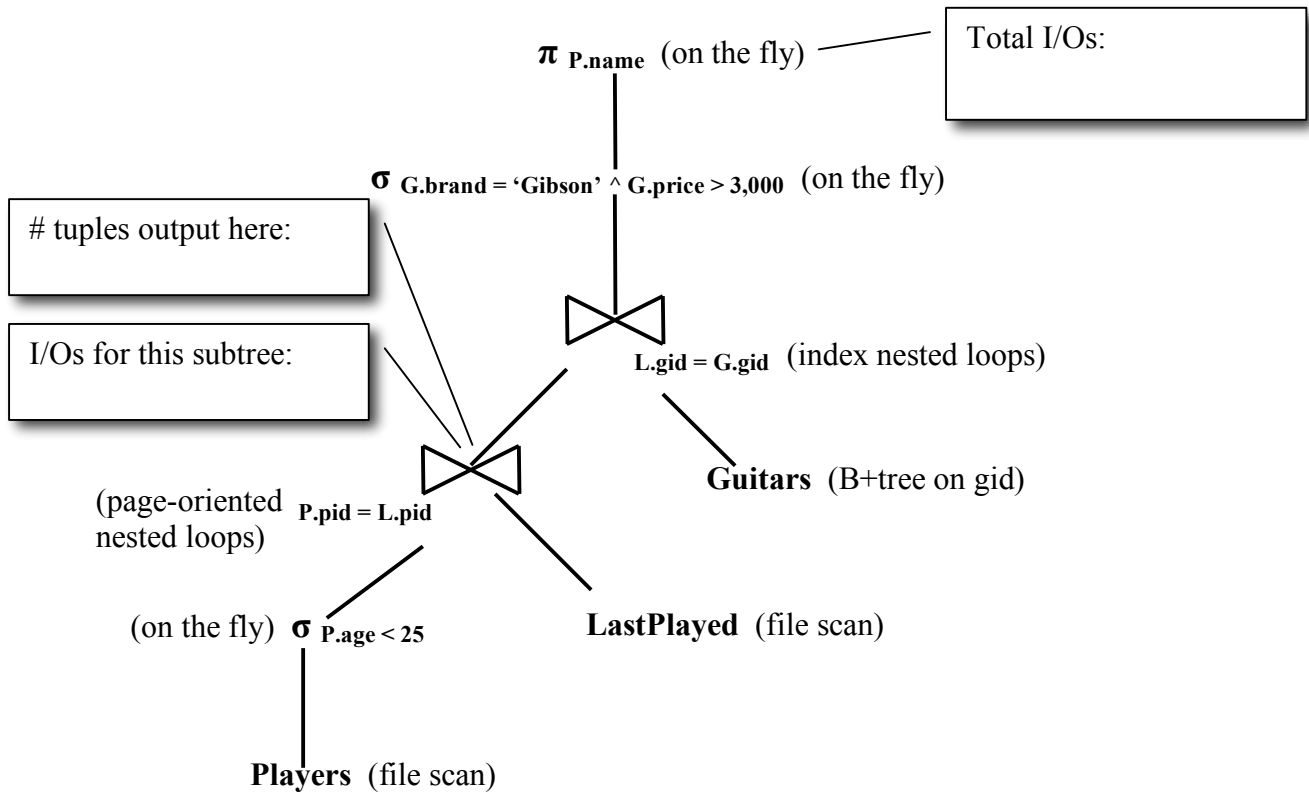 Total I/Os:
π P.name (on the fly)
σ G.brand = ‘Gibson’ ^ G.price > 3,000 (on the fly)
# tuples output here:
I/Os for this subtree:
L.gid = G.gid (index nested loops)
Guitars (B+tree on gid)
(page-oriented
nested loops) P.pid = L.pid
(on the fly) σ P.age < 25
LastPlayed (file scan)
Players (file scan)